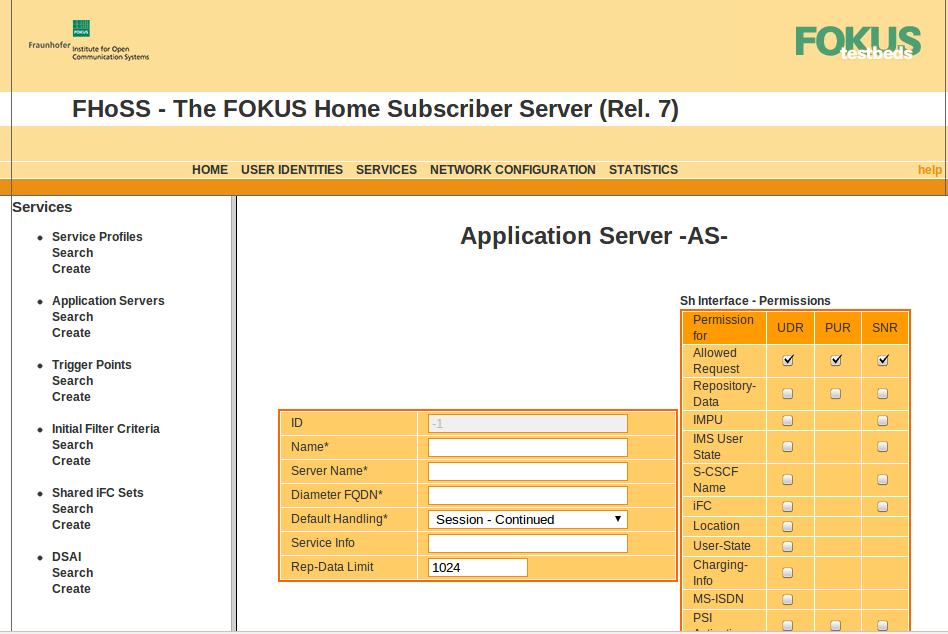 FOKUS
Fraunhofer Institute for Open
Communication Systems
FOKUS
testbeds
FHoSS - The FOKUS Home Subscriber Server (Rel. 7)
HOME USER IDENTITIES SERVICES NETWORK CONFIGURATION STATISTICS help
Services
Service Profiles
Search
Create
Application Servers
Search
Create
Trigger Points
Search
Create
Initial Filter Criteria
Search
Create
Shared iFC Sets
Search
Create
DSAI
Search
Create
Application Server -AS-
ID -1
Name*
Server Name*
Diameter FQDN*
Default Handling* Session - Continued
Service Info
Rep-Data Limit 1024
Sh Interface - Permissions
Permission
for UDR PUR SNR
Allowed
Request
Repository-
Data
IMPU
IMS User
State
S-CSCF
Name
iFC
Location
User-State
Charging-
Info
MS-ISDN
PSI